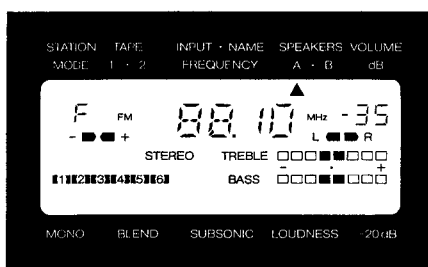 STATION TAPE INPUT · NAME SPEAKERS VOLUME
MODE 1 · 2 FREQUENCY A · B dB
F FM 88.10 MHz -35
- + L R
STEREO TREBLE
- · +
[1][2][3][4][5][6] BASS
MONO BLEND SUBSONIC LOUDNESS -20dB